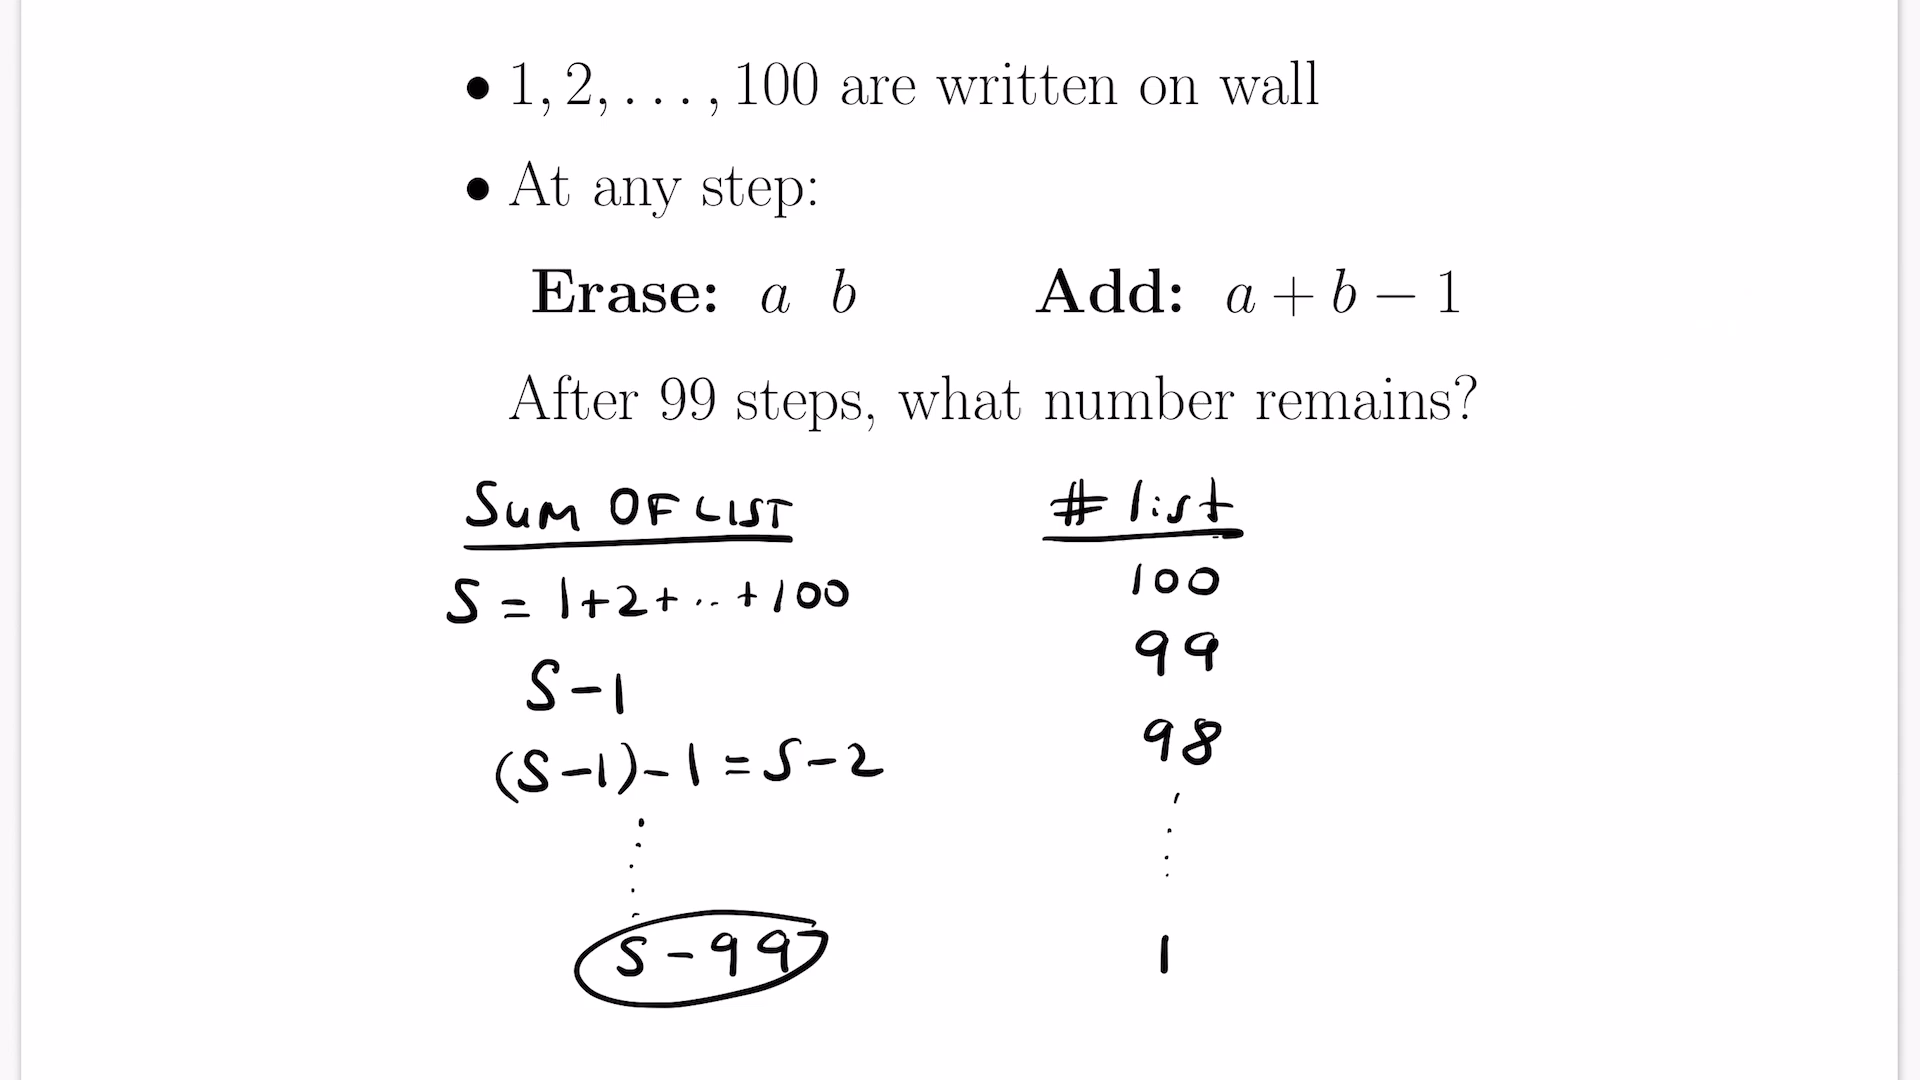 • 1, 2, . . . , 100 are written on wall
• At any step:
Erase: a b Add: a + b − 1
After 99 steps, what number remains?
SUM OF LIST # list
S = 1+2+ ·· +100 100
S-1 99
(S-1)-1 = S-2 98
S-99 1